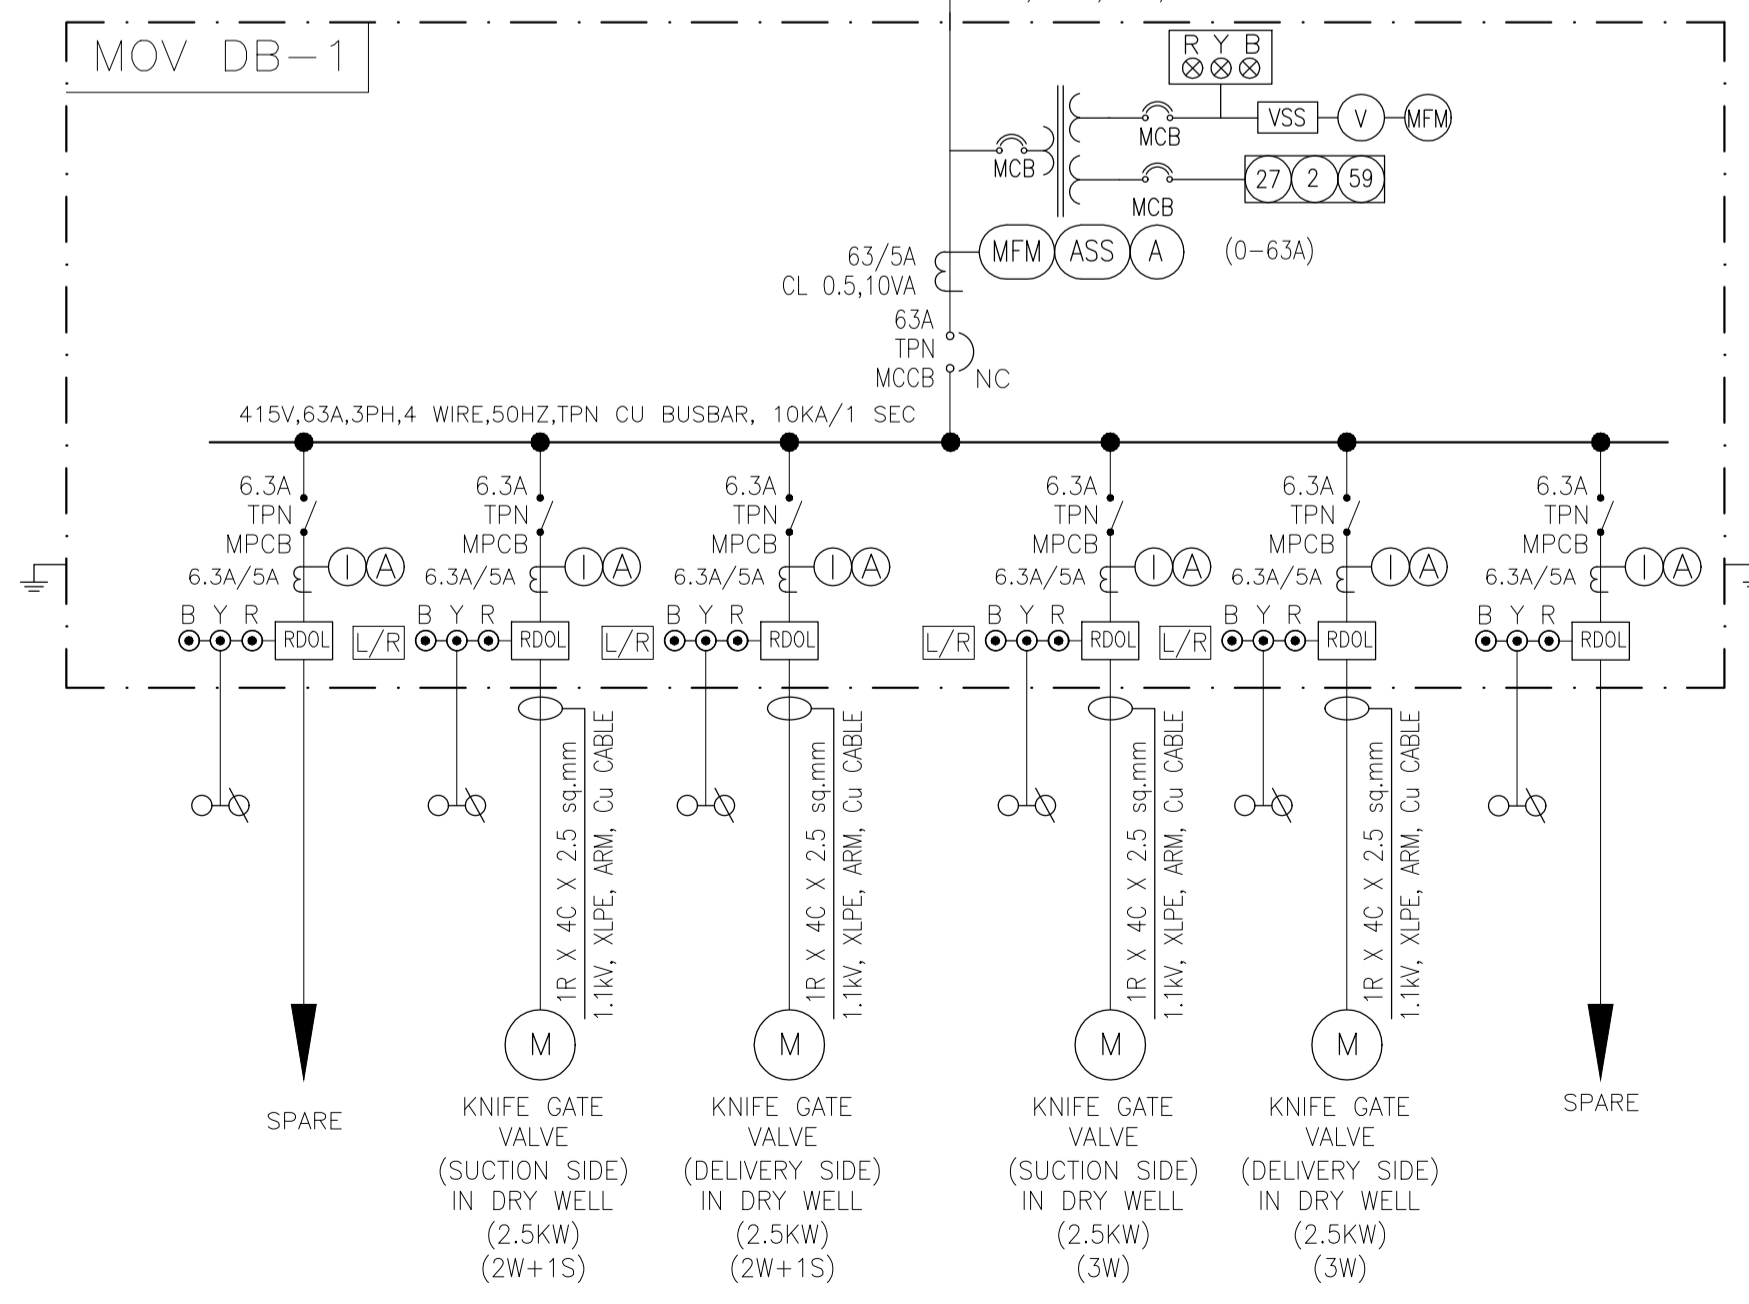 MOV DB-1
R Y B
VSS V MFM
MCB
MCB
27 2 59
MCB
63/5A
CL 0.5,10VA
MFM ASS A (0-63A)
63A
TPN
MCCB NC
415V,63A,3PH,4 WIRE,50HZ,TPN CU BUSBAR, 10KA/1 SEC
6.3A 6.3A 6.3A 6.3A 6.3A 6.3A
TPN TPN TPN TPN TPN TPN
MPCB MPCB MPCB MPCB MPCB MPCB
I A I A I A I A I A I A
6.3A/5A 6.3A/5A 6.3A/5A 6.3A/5A 6.3A/5A 6.3A/5A
B Y R B Y R B Y R B Y R B Y R B Y R
RDOL L/R RDOL L/R RDOL L/R RDOL L/R RDOL RDOL
1R X 4C X 2.5 sq.mm
1.1kV, XLPE, ARM, Cu CABLE
1R X 4C X 2.5 sq.mm
1.1kV, XLPE, ARM, Cu CABLE
1R X 4C X 2.5 sq.mm
1.1kV, XLPE, ARM, Cu CABLE
1R X 4C X 2.5 sq.mm
1.1kV, XLPE, ARM, Cu CABLE
M M M M
SPARE
KNIFE GATE
VALVE
(SUCTION SIDE)
IN DRY WELL
(2.5KW)
(2W+1S)
KNIFE GATE
VALVE
(DELIVERY SIDE)
IN DRY WELL
(2.5KW)
(2W+1S)
KNIFE GATE
VALVE
(SUCTION SIDE)
IN DRY WELL
(2.5KW)
(3W)
KNIFE GATE
VALVE
(DELIVERY SIDE)
IN DRY WELL
(2.5KW)
(3W)
SPARE